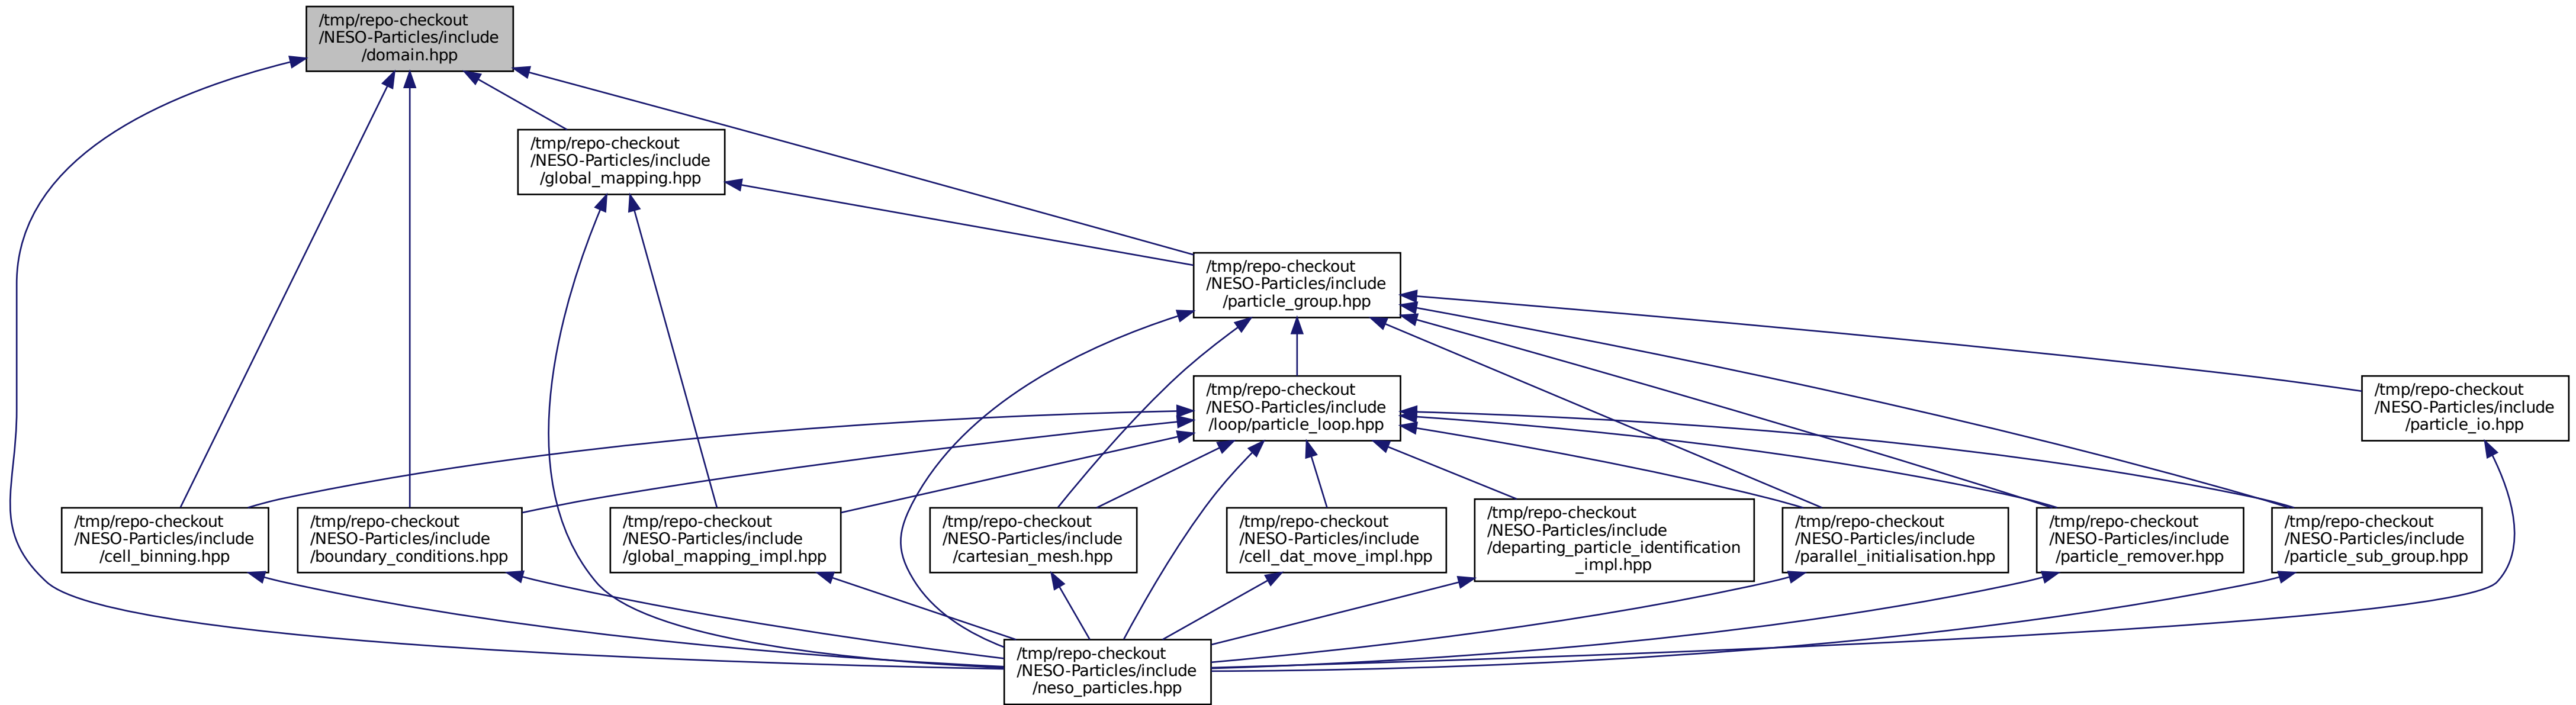 /tmp/repo-checkout
/NESO-Particles/include
/domain.hpp
/tmp/repo-checkout
/NESO-Particles/include
/global_mapping.hpp
/tmp/repo-checkout
/NESO-Particles/include
/particle_group.hpp
/tmp/repo-checkout
/NESO-Particles/include
/loop/particle_loop.hpp
/tmp/repo-checkout
/NESO-Particles/include
/particle_io.hpp
/tmp/repo-checkout
/NESO-Particles/include
/cell_binning.hpp
/tmp/repo-checkout
/NESO-Particles/include
/boundary_conditions.hpp
/tmp/repo-checkout
/NESO-Particles/include
/global_mapping_impl.hpp
/tmp/repo-checkout
/NESO-Particles/include
/cartesian_mesh.hpp
/tmp/repo-checkout
/NESO-Particles/include
/cell_dat_move_impl.hpp
/tmp/repo-checkout
/NESO-Particles/include
/departing_particle_identification
_impl.hpp
/tmp/repo-checkout
/NESO-Particles/include
/parallel_initialisation.hpp
/tmp/repo-checkout
/NESO-Particles/include
/particle_remover.hpp
/tmp/repo-checkout
/NESO-Particles/include
/particle_sub_group.hpp
/tmp/repo-checkout
/NESO-Particles/include
/neso_particles.hpp